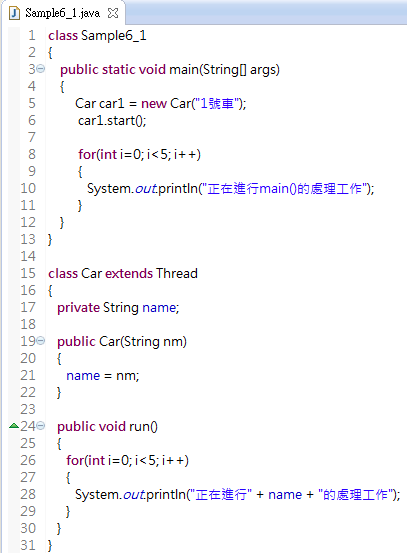 Sample6_1.java
1 class Sample6_1
2 {
3 public static void main(String[] args)
4 {
5 Car car1 = new Car("1號車");
6 car1.start();
7
8 for(int i=0; i<5; i++)
9 {
10 System.out.println("正在進行main()的處理工作");
11 }
12 }
13 }
14
15 class Car extends Thread
16 {
17 private String name;
18
19 public Car(String nm)
20 {
21 name = nm;
22 }
23
24 public void run()
25 {
26 for(int i=0; i<5; i++)
27 {
28 System.out.println("正在進行" + name + "的處理工作");
29 }
30 }
31 }